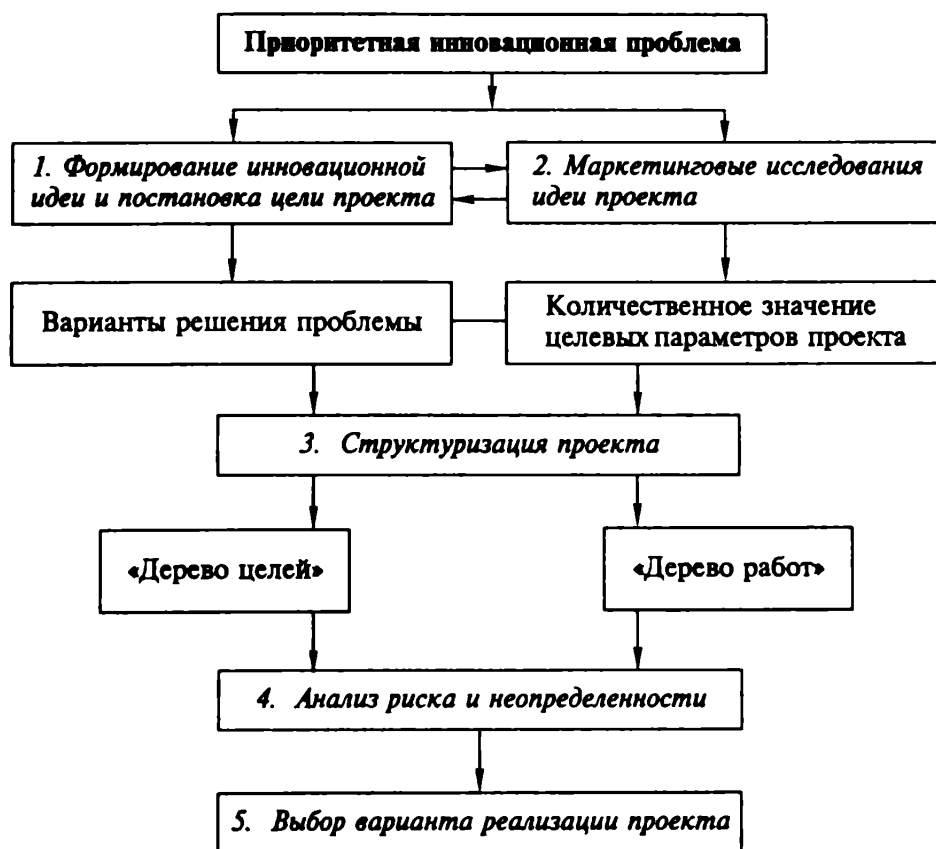 Приоритетная инновационная проблема
1. Формирование инновационной
идеи и постановка цели проекта
2. Маркетинговые исследования
идеи проекта
Варианты решения проблемы
Количественное значение
целевых параметров проекта
3. Структуризация проекта
«Дерево целей»
«Дерево работ»
4. Анализ риска и неопределенности
5. Выбор варианта реализации проекта